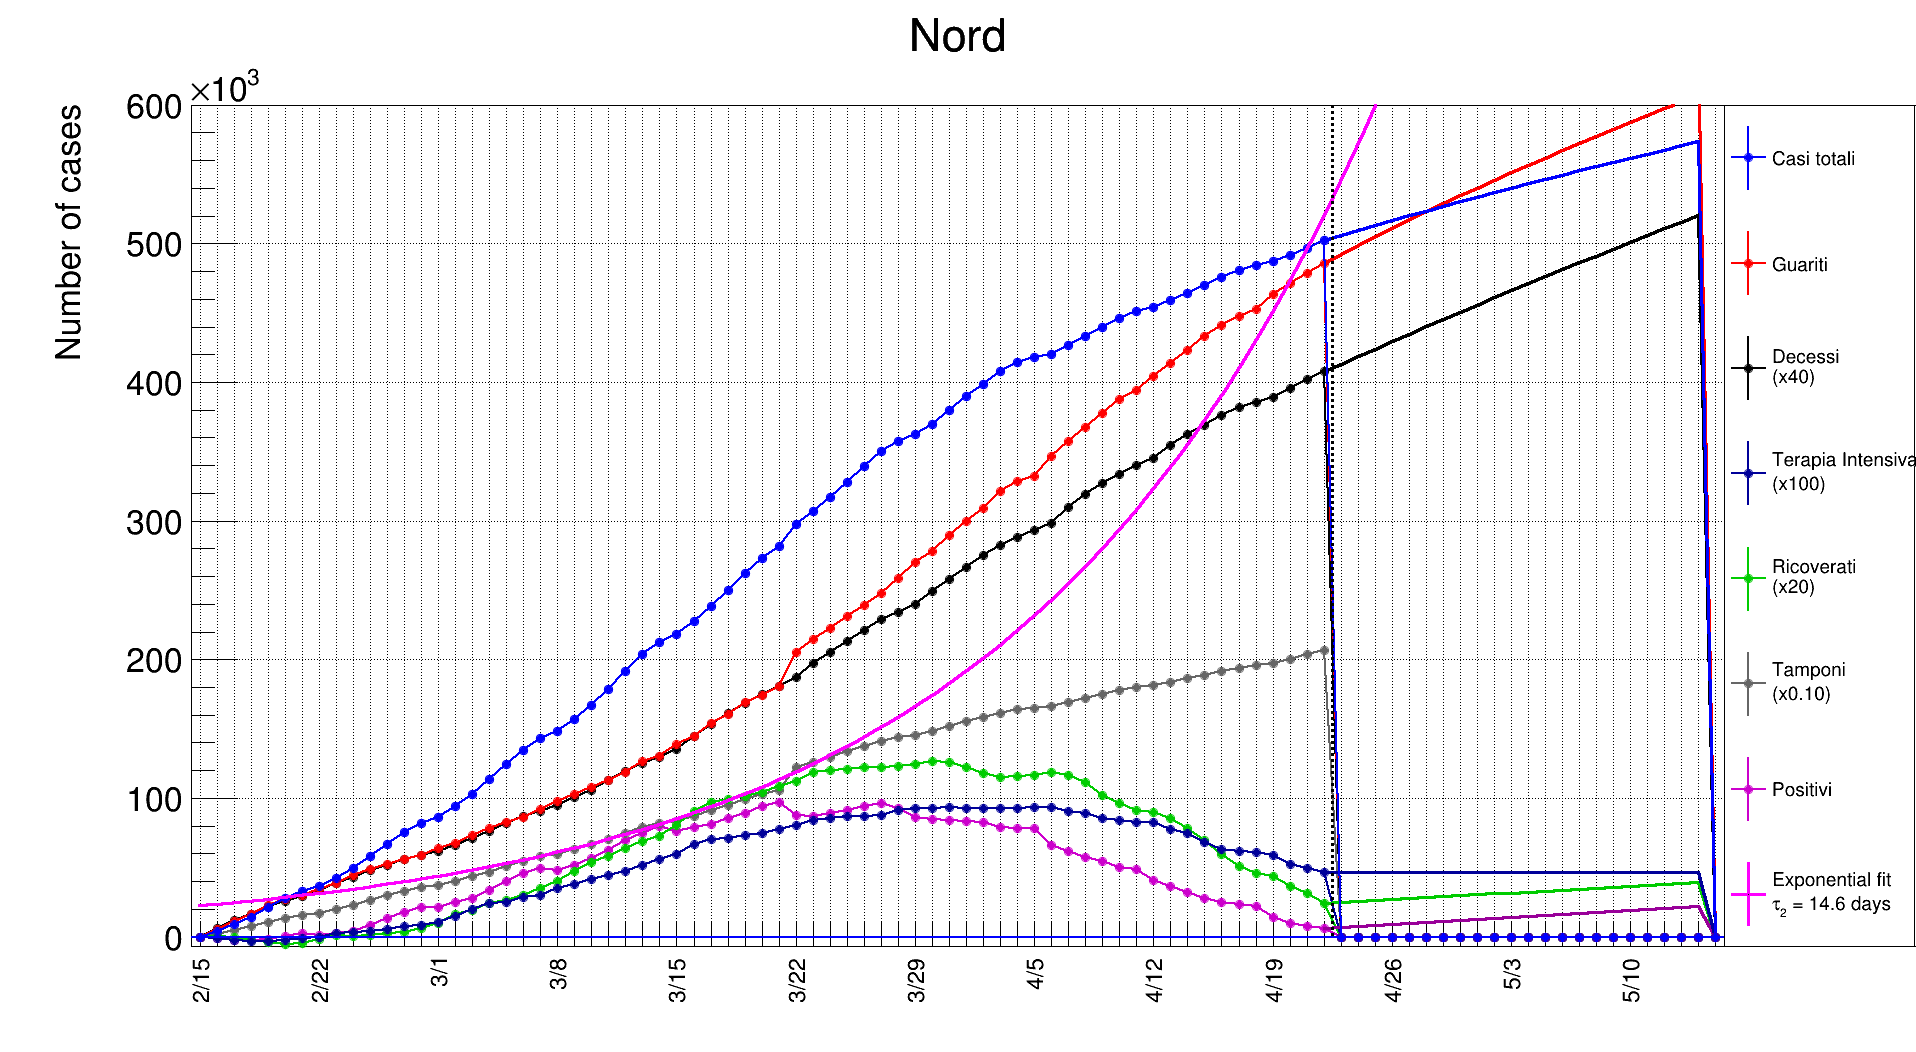 Nord
×10³
Number of cases
600
500
400
300
200
100
0
2/15
2/22
3/1
3/8
3/15
3/22
3/29
4/5
4/12
4/19
4/26
5/3
5/10
Casi totali
Guariti
Decessi
(x40)
Terapia Intensiva
(x100)
Ricoverati
(x20)
Tamponi
(x0.10)
Positivi
Exponential fit
τ₂ = 14.6 days